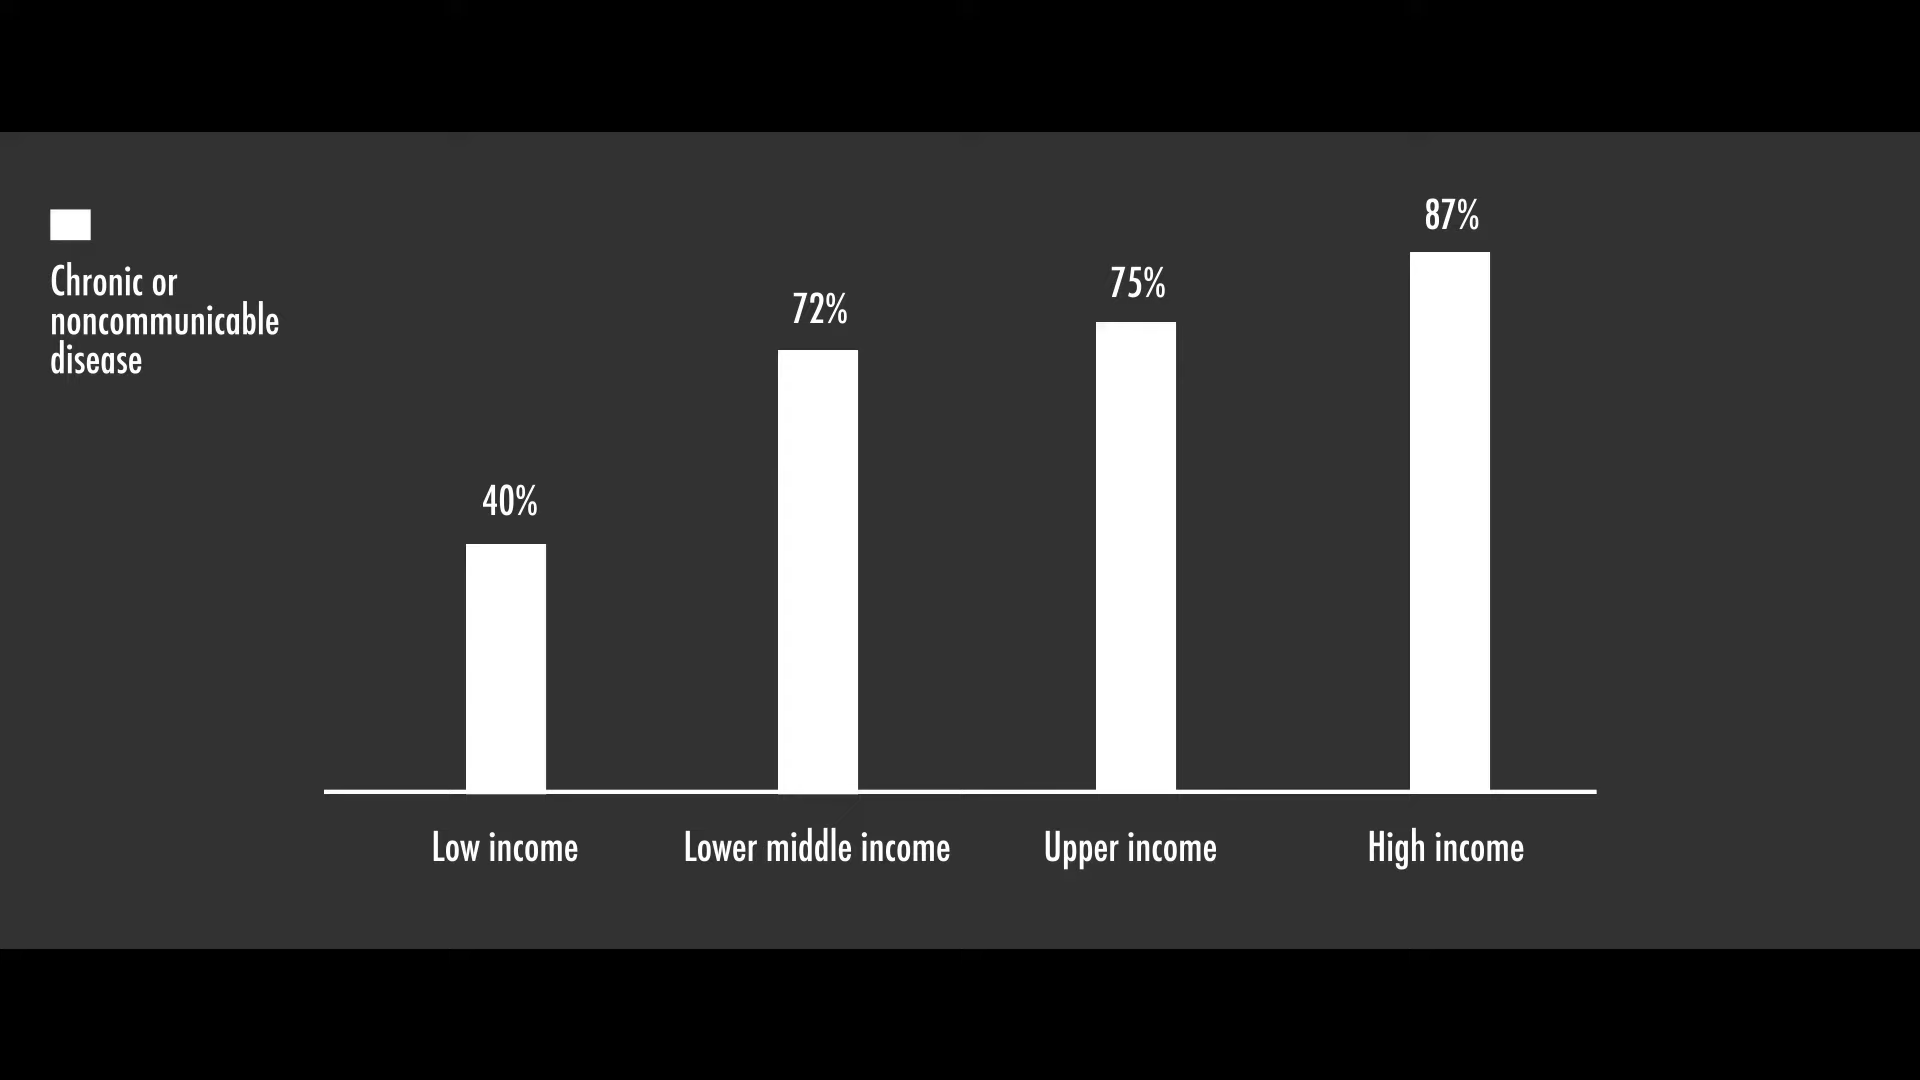 Chronic or
noncommunicable
disease
40%
72%
75%
87%
Low income
Lower middle income
Upper income
High income